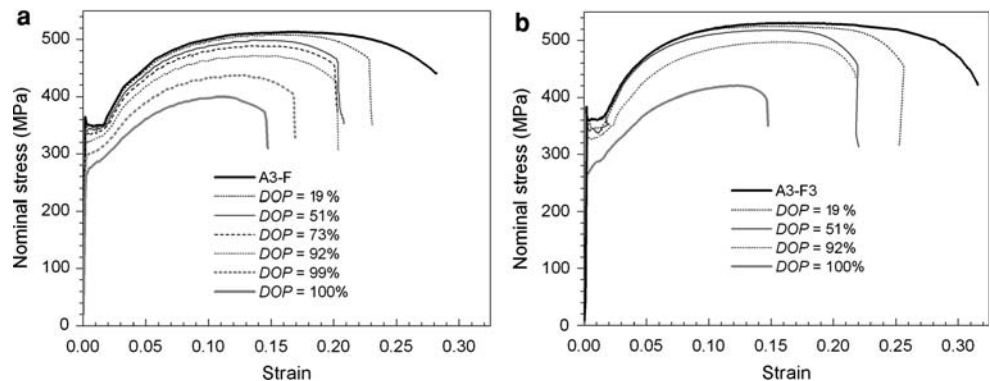 a
Nominal stress (MPa)
500
400
300
200
100
0
A3-F
DOP = 19%
DOP = 51%
DOP = 73%
DOP = 92%
DOP = 99%
DOP = 100%
0.00 0.05 0.10 0.15 0.20 0.25 0.30
Strain
b
Nominal stress (MPa)
500
400
300
200
100
0
A3-F3
DOP = 19%
DOP = 51%
DOP = 92%
DOP = 100%
0.00 0.05 0.10 0.15 0.20 0.25 0.30
Strain